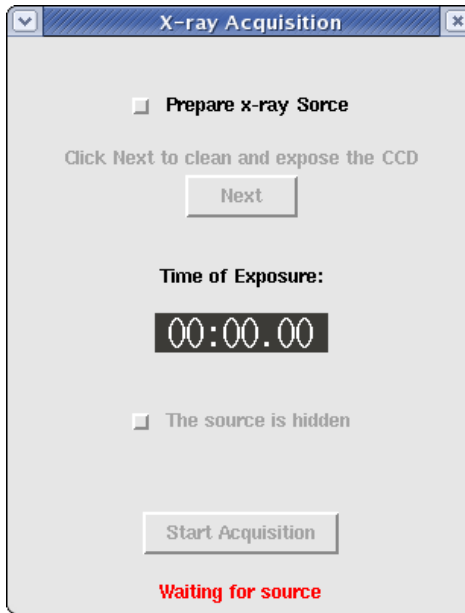 X-ray Acquisition
Prepare x-ray Sorce
Click Next to clean and expose the CCD
Next
Time of Exposure:
00:00.00
The source is hidden
Start Acquisition
Waiting for source